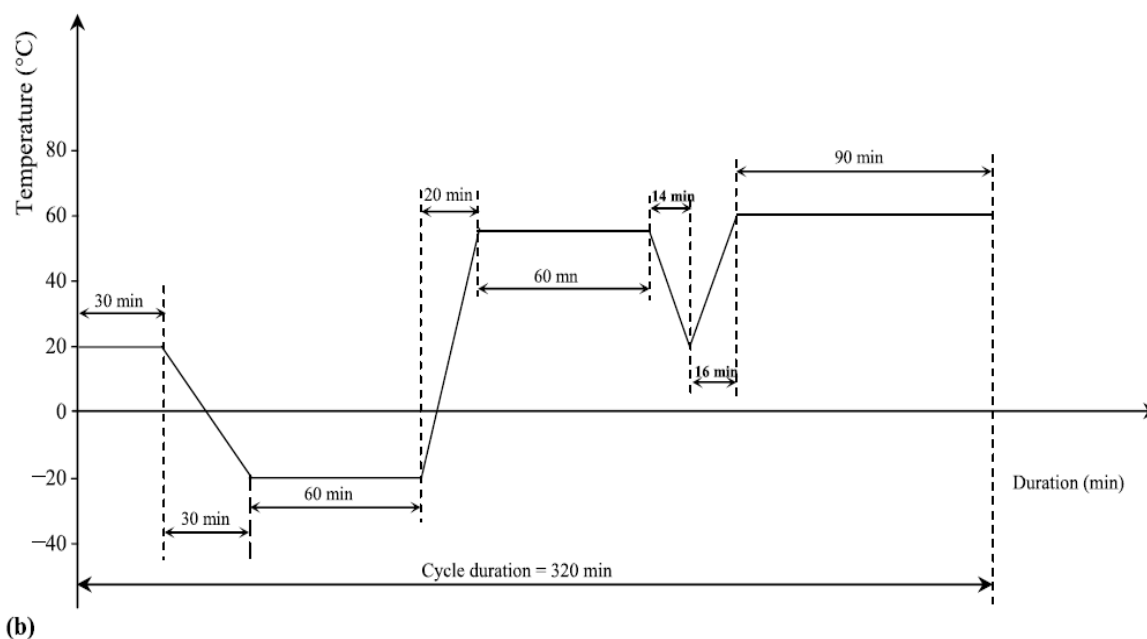 Temperature (°C)
80
60
40
20
0
−20
−40
30 min
30 min
60 min
20 min
60 mn
14 min
16 min
90 min
Duration (min)
Cycle duration = 320 min
(b)